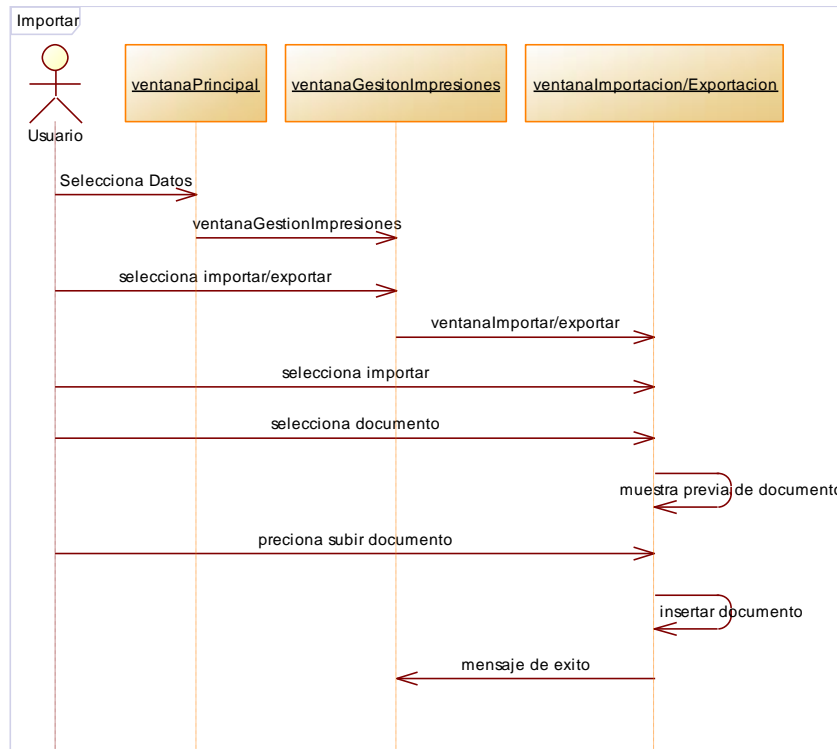 Importar
Usuario
ventanaPrincipal
ventanaGesitonImpresiones
ventanaImportacion/Exportacion
Selecciona Datos
ventanaGestionImpresiones
selecciona importar/exportar
ventanaImportar/exportar
selecciona importar
selecciona documento
muestra previa de documento
preciona subir documento
insertar documento
mensaje de exito